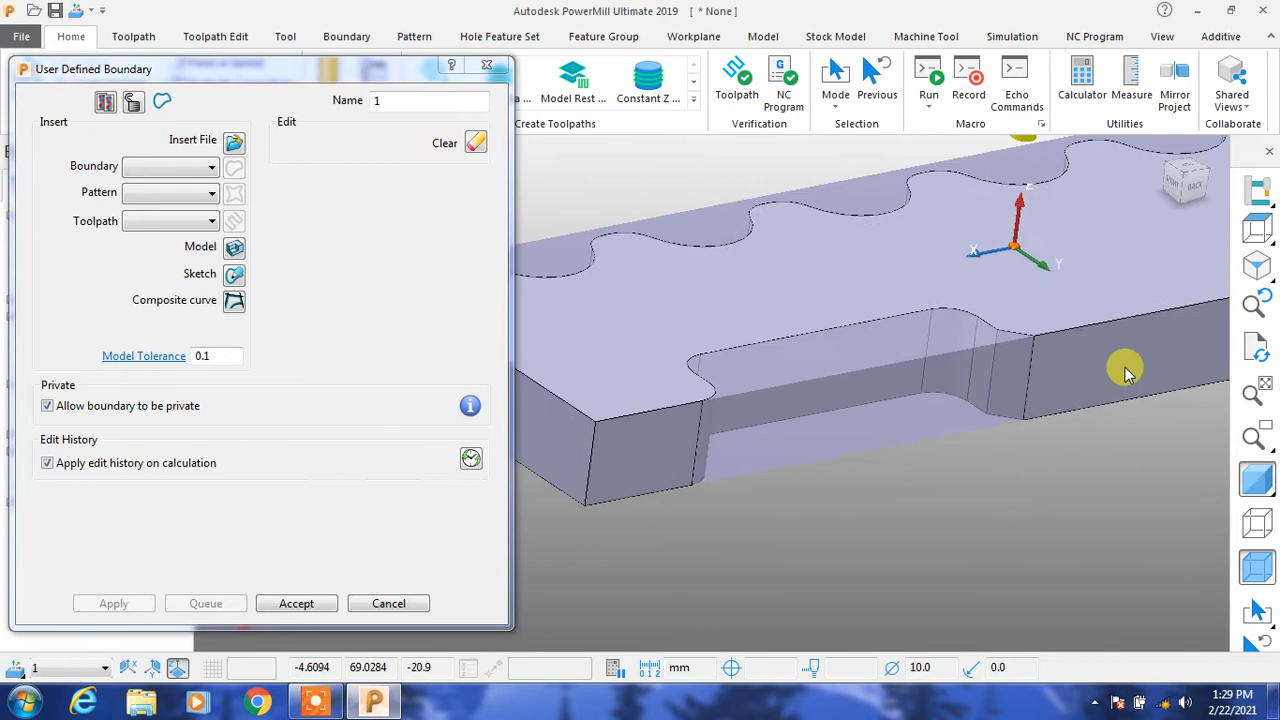 Autodesk PowerMill Ultimate 2019    [ * None ]
File Home Toolpath Toolpath Edit Tool Boundary Pattern Hole Feature Set Feature Group Workplane Model Stock Model Machine Tool Simulation NC Program View Additive
User Defined Boundary
Model Rest ... Constant Z ... Toolpath NC Program Mode Previous Run Record Echo Commands Calculator Measure Mirror Project Shared Views
Create Toolpaths Verification Selection Macro Utilities Collaborate
Name 1
Insert
Edit
Insert File
Clear
Boundary
Pattern
Toolpath
Model
Sketch
Composite curve
Model Tolerance 0.1
Private
Allow boundary to be private
Edit History
Apply edit history on calculation
Apply Queue Accept Cancel
Z
X
Y
BACK
1 -4.6094 69.0284 -20.9 mm 10.0 0.0
1:29 PM
2/22/2021